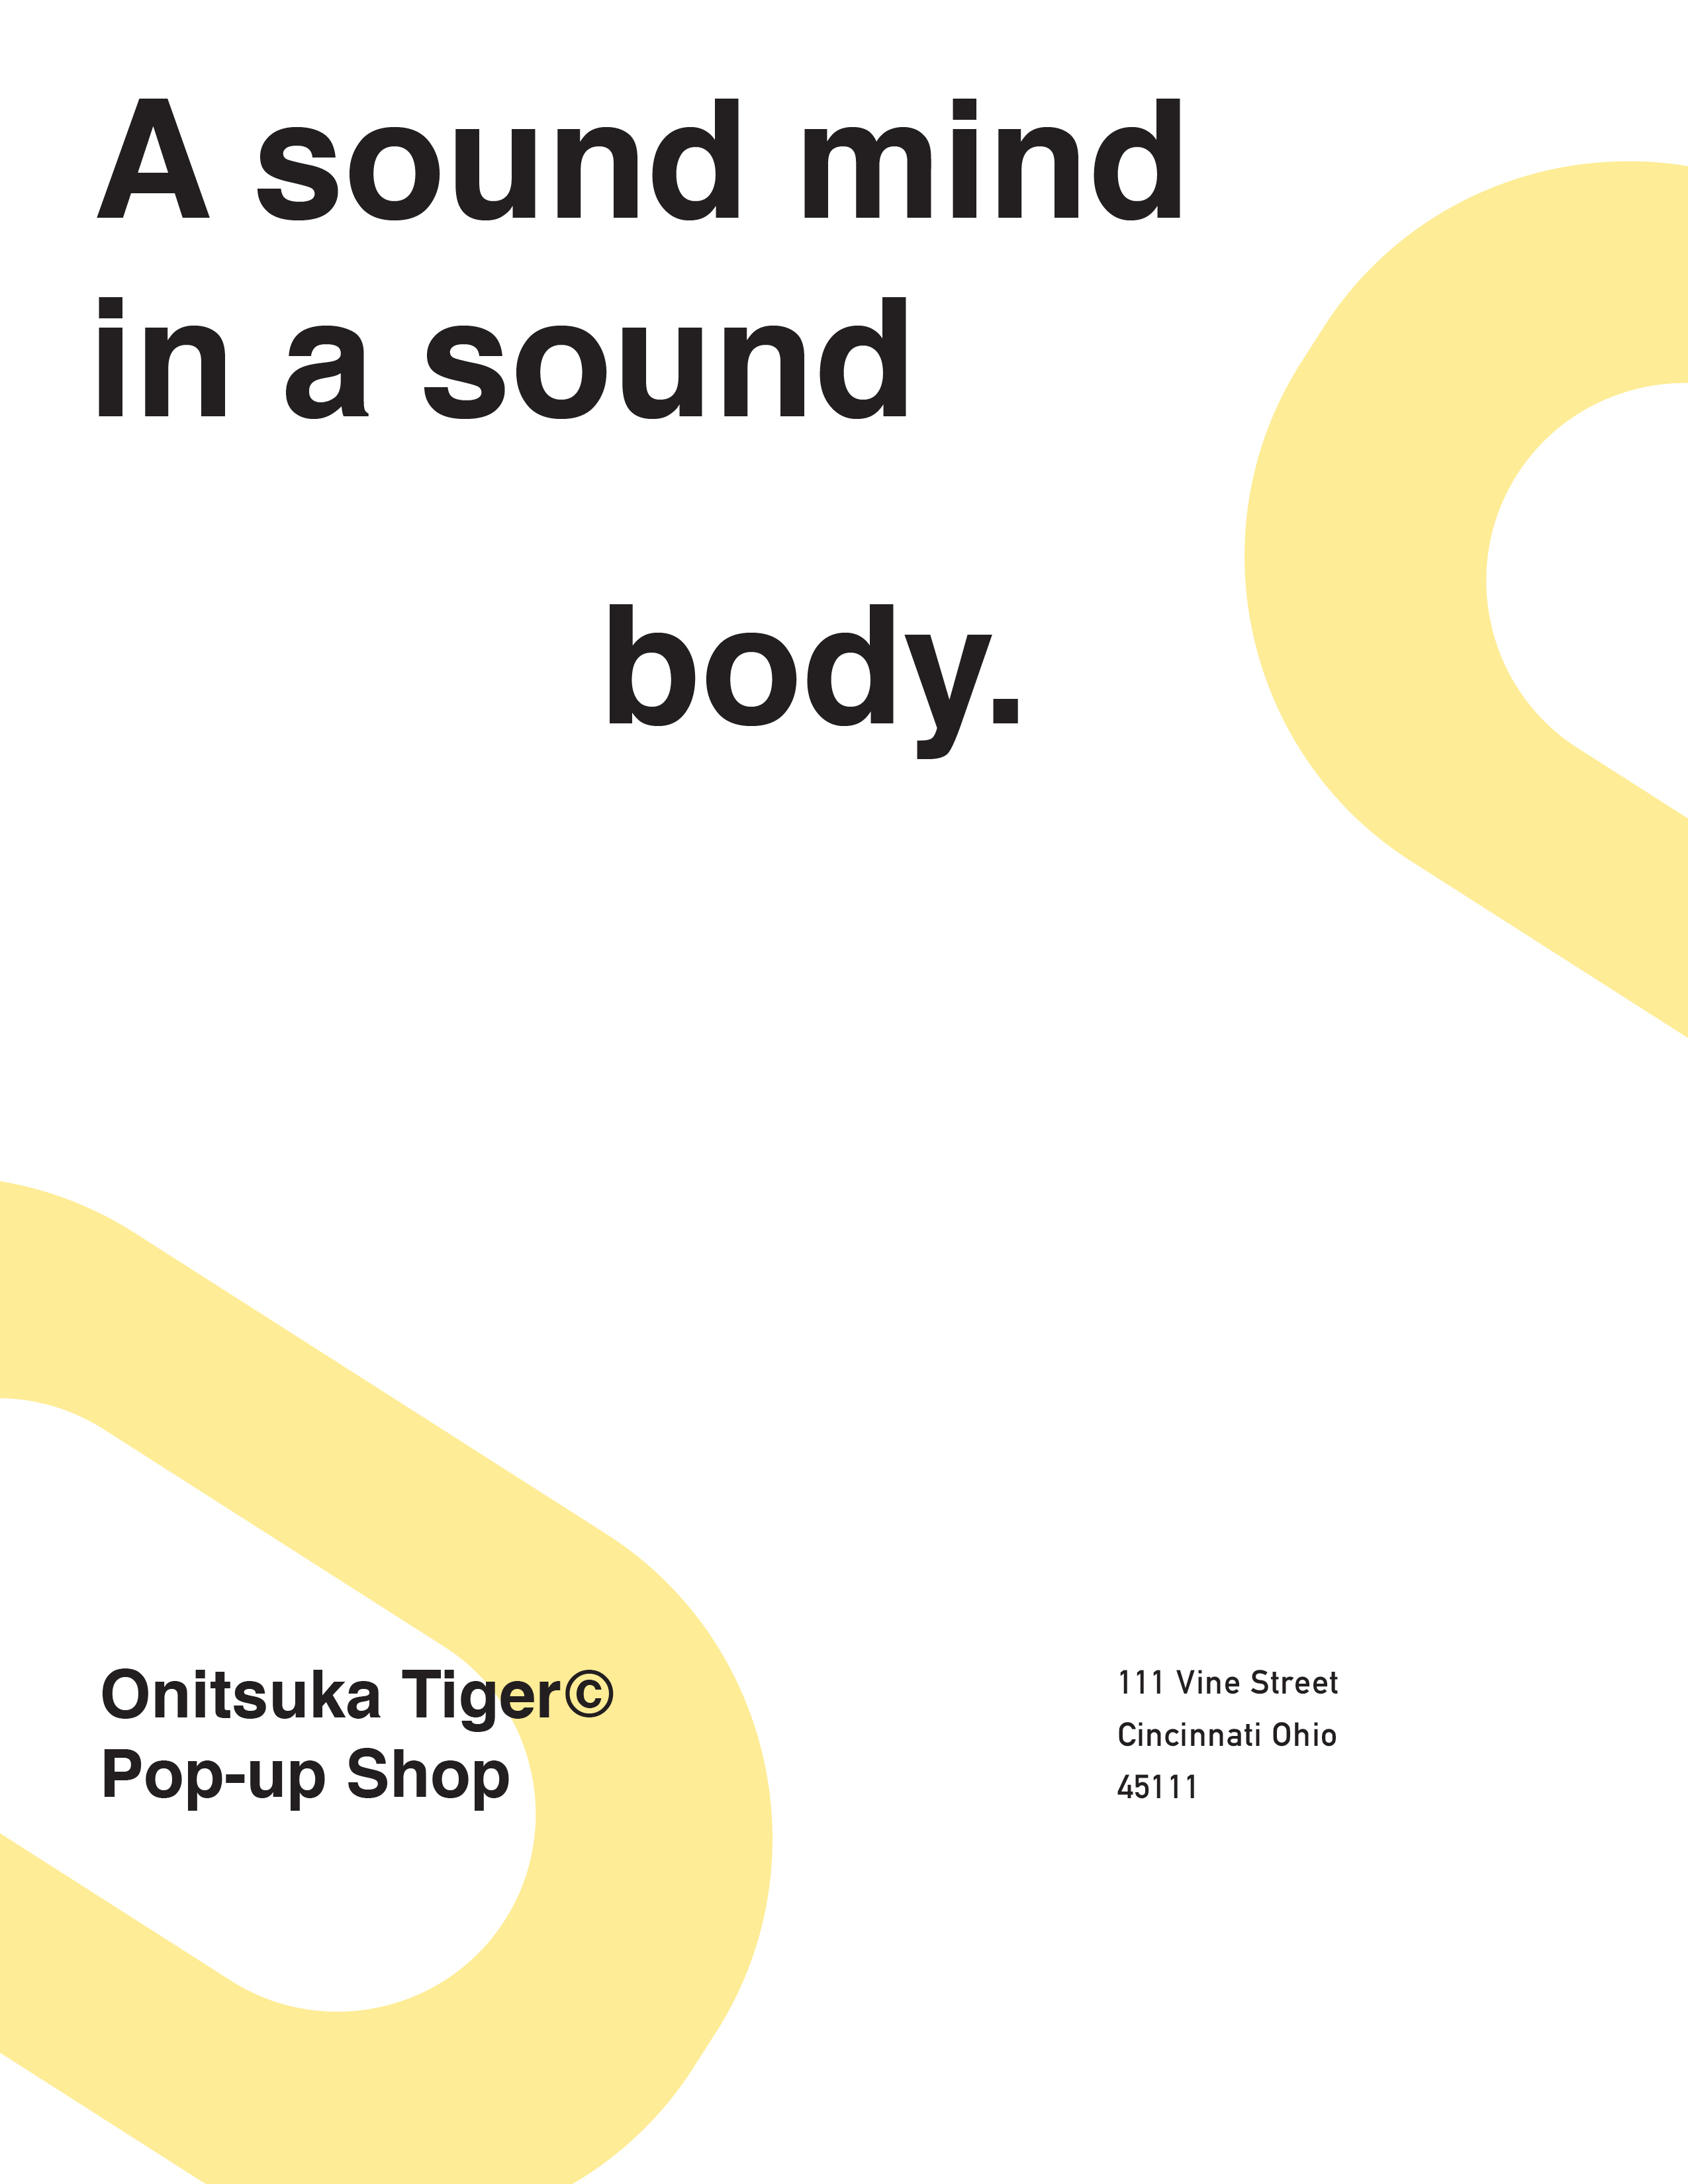 A sound mind
in a sound
body.
Onitsuka Tiger©
Pop-up Shop
111 Vine Street
Cincinnati Ohio
45111